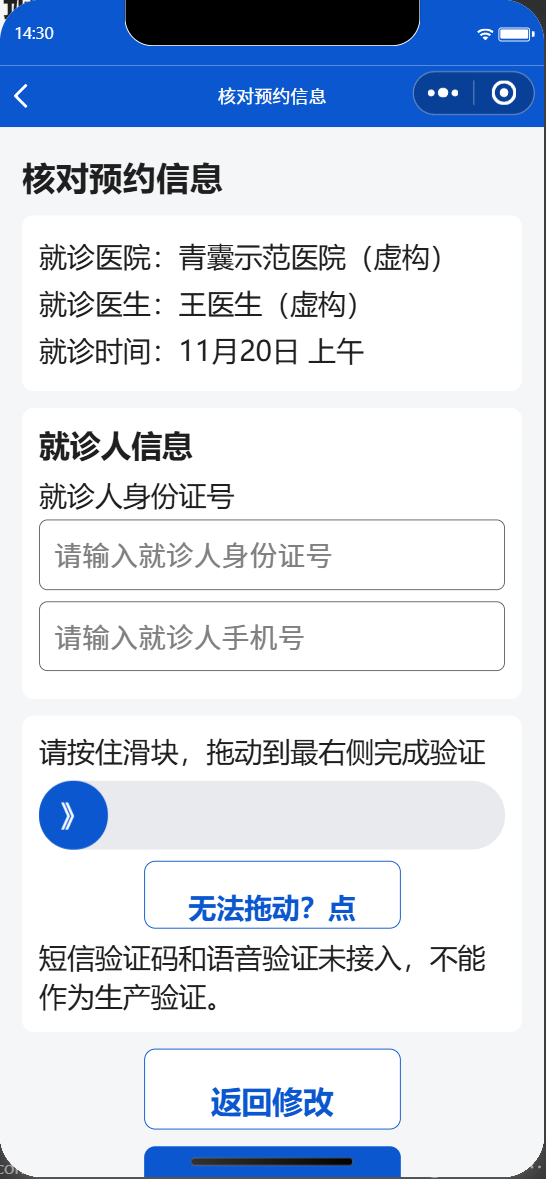 14:30
核对预约信息
核对预约信息
就诊医院：青囊示范医院（虚构）
就诊医生：王医生（虚构）
就诊时间：11月20日 上午
就诊人信息
就诊人身份证号
请输入就诊人身份证号
请输入就诊人手机号
请按住滑块，拖动到最右侧完成验证
》
无法拖动？点
短信验证码和语音验证未接入，不能
作为生产验证。
返回修改